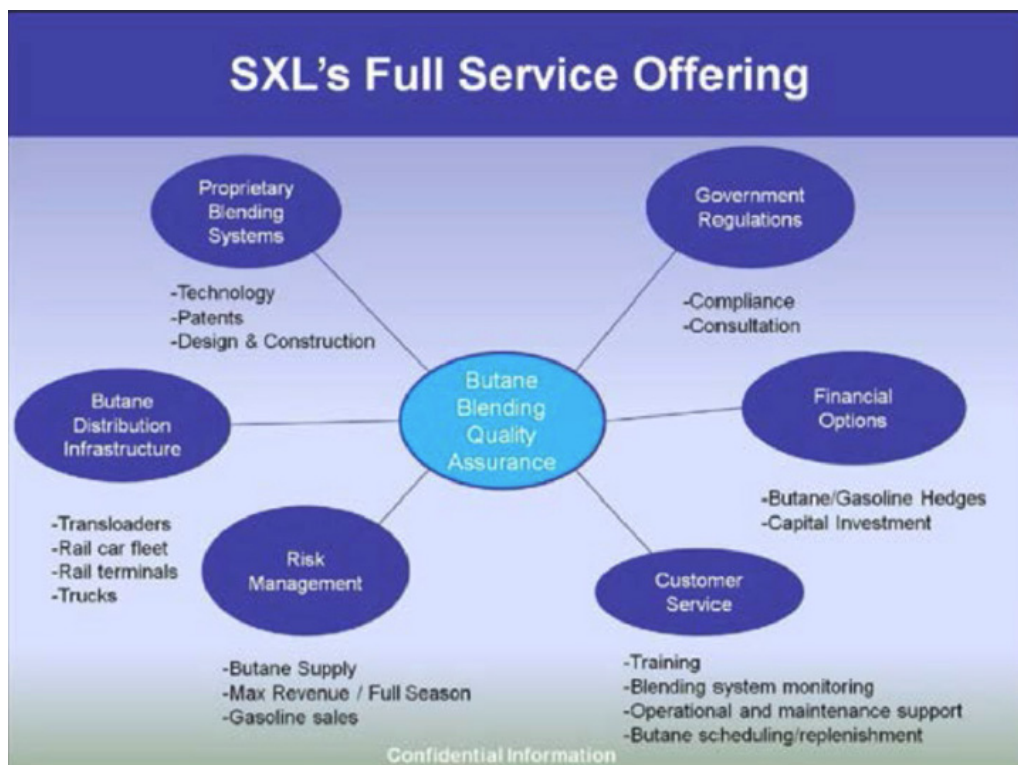 SXL's Full Service Offering
Proprietary
Blending
Systems
-Technology
-Patents
-Design & Construction
Government
Regulations
-Compliance
-Consultation
Butane
Blending
Quality
Assurance
Butane
Distribution
Infrastructure
-Transloaders
-Rail car fleet
-Rail terminals
-Trucks
Financial
Options
-Butane/Gasoline Hedges
-Capital Investment
Risk
Management
-Butane Supply
-Max Revenue / Full Season
-Gasoline sales
Customer
Service
-Training
-Blending system monitoring
-Operational and maintenance support
-Butane scheduling/replenishment
Confidential Information